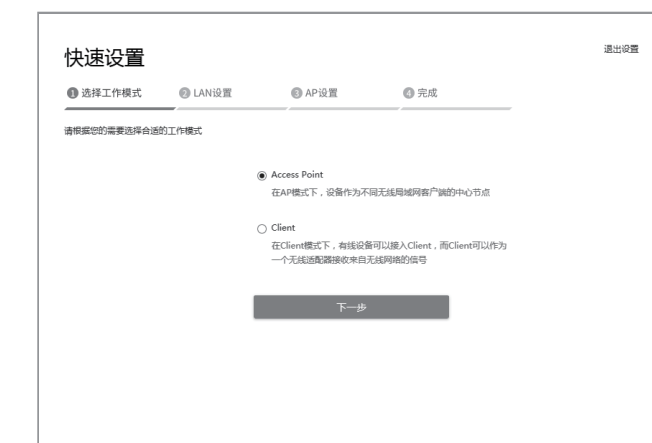 快速设置
退出设置
1 选择工作模式
2 LAN设置
3 AP设置
4 完成
请根据您的需要选择合适的工作模式
Access Point
在AP模式下，设备作为不同无线局域网客户端的中心节点
Client
在Client模式下，有线设备可以接入Client，而Client可以作为
一个无线适配器接收来自无线网络的信号
下一步